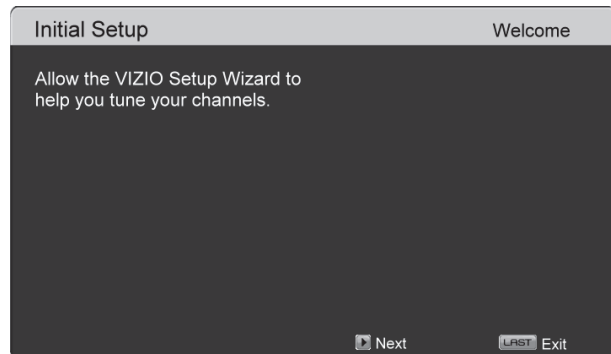 Initial Setup Welcome
Allow the VIZIO Setup Wizard to
help you tune your channels.
Next LAST Exit